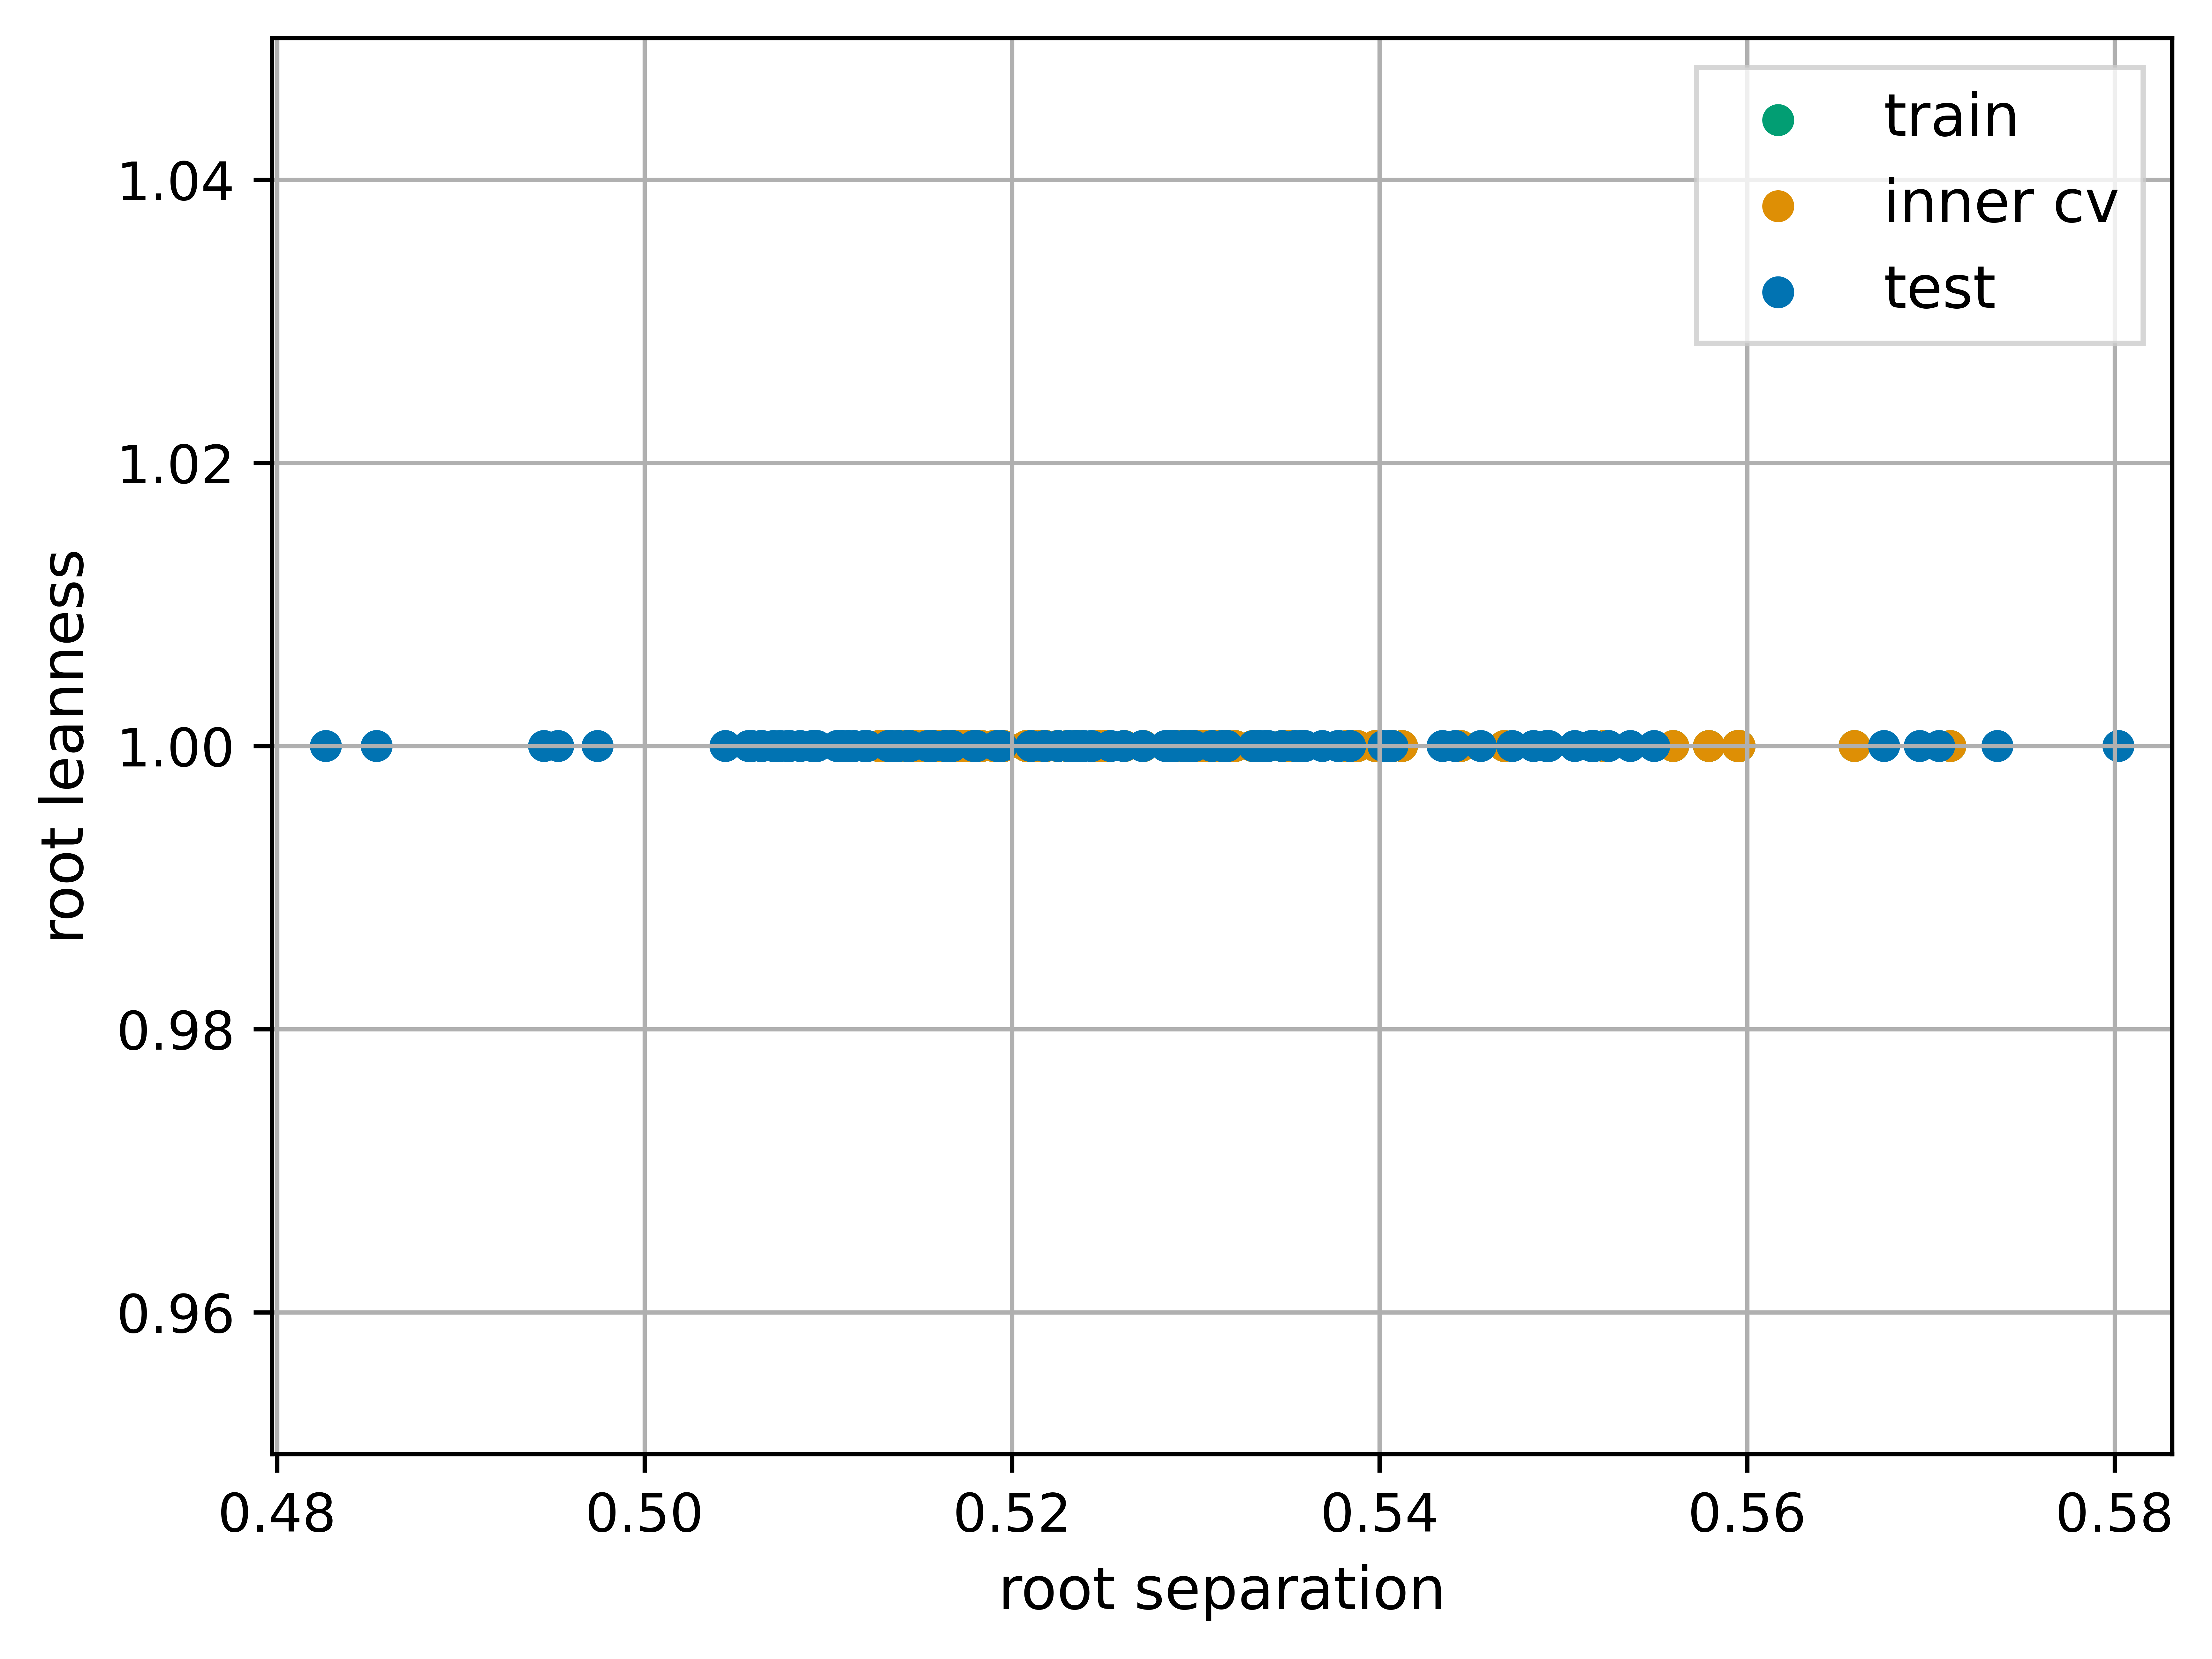 train
inner cv
test
1.04
1.02
1.00
0.98
0.96
root leanness
0.48 0.50 0.52 0.54 0.56 0.58
root separation